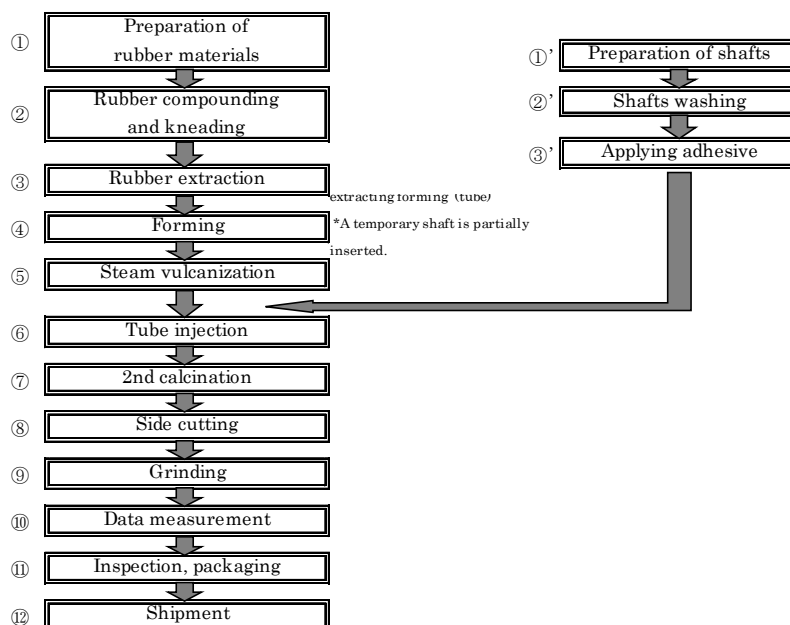 ① Preparation of
rubber materials
② Rubber compounding
and kneading
③ Rubber extraction
extracting forming (tube)
④ Forming
*A temporary shaft is partially
inserted.
⑤ Steam vulcanization
⑥ Tube injection
⑦ 2nd calcination
⑧ Side cutting
⑨ Grinding
⑩ Data measurement
⑪ Inspection, packaging
⑫ Shipment
①’ Preparation of shafts
②’ Shafts washing
③’ Applying adhesive